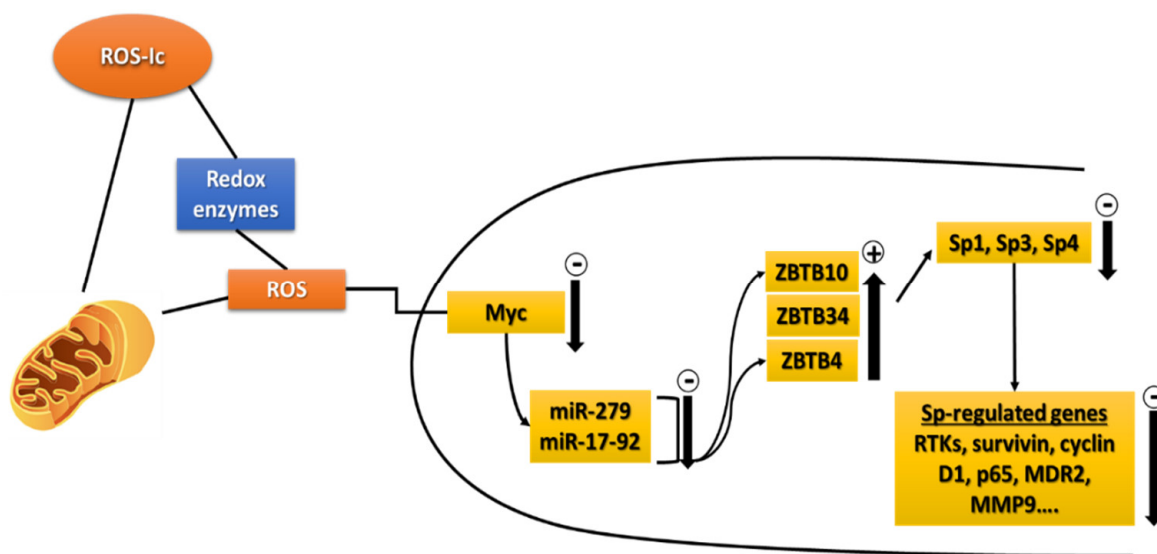 ROS-Ic
Redox
enzymes
ROS
Myc
-
miR-279
miR-17-92
-
ZBTB10
ZBTB34
ZBTB4
+
Sp1, Sp3, Sp4
-
Sp-regulated genes
RTKs, survivin, cyclin
D1, p65, MDR2,
MMP9....
-